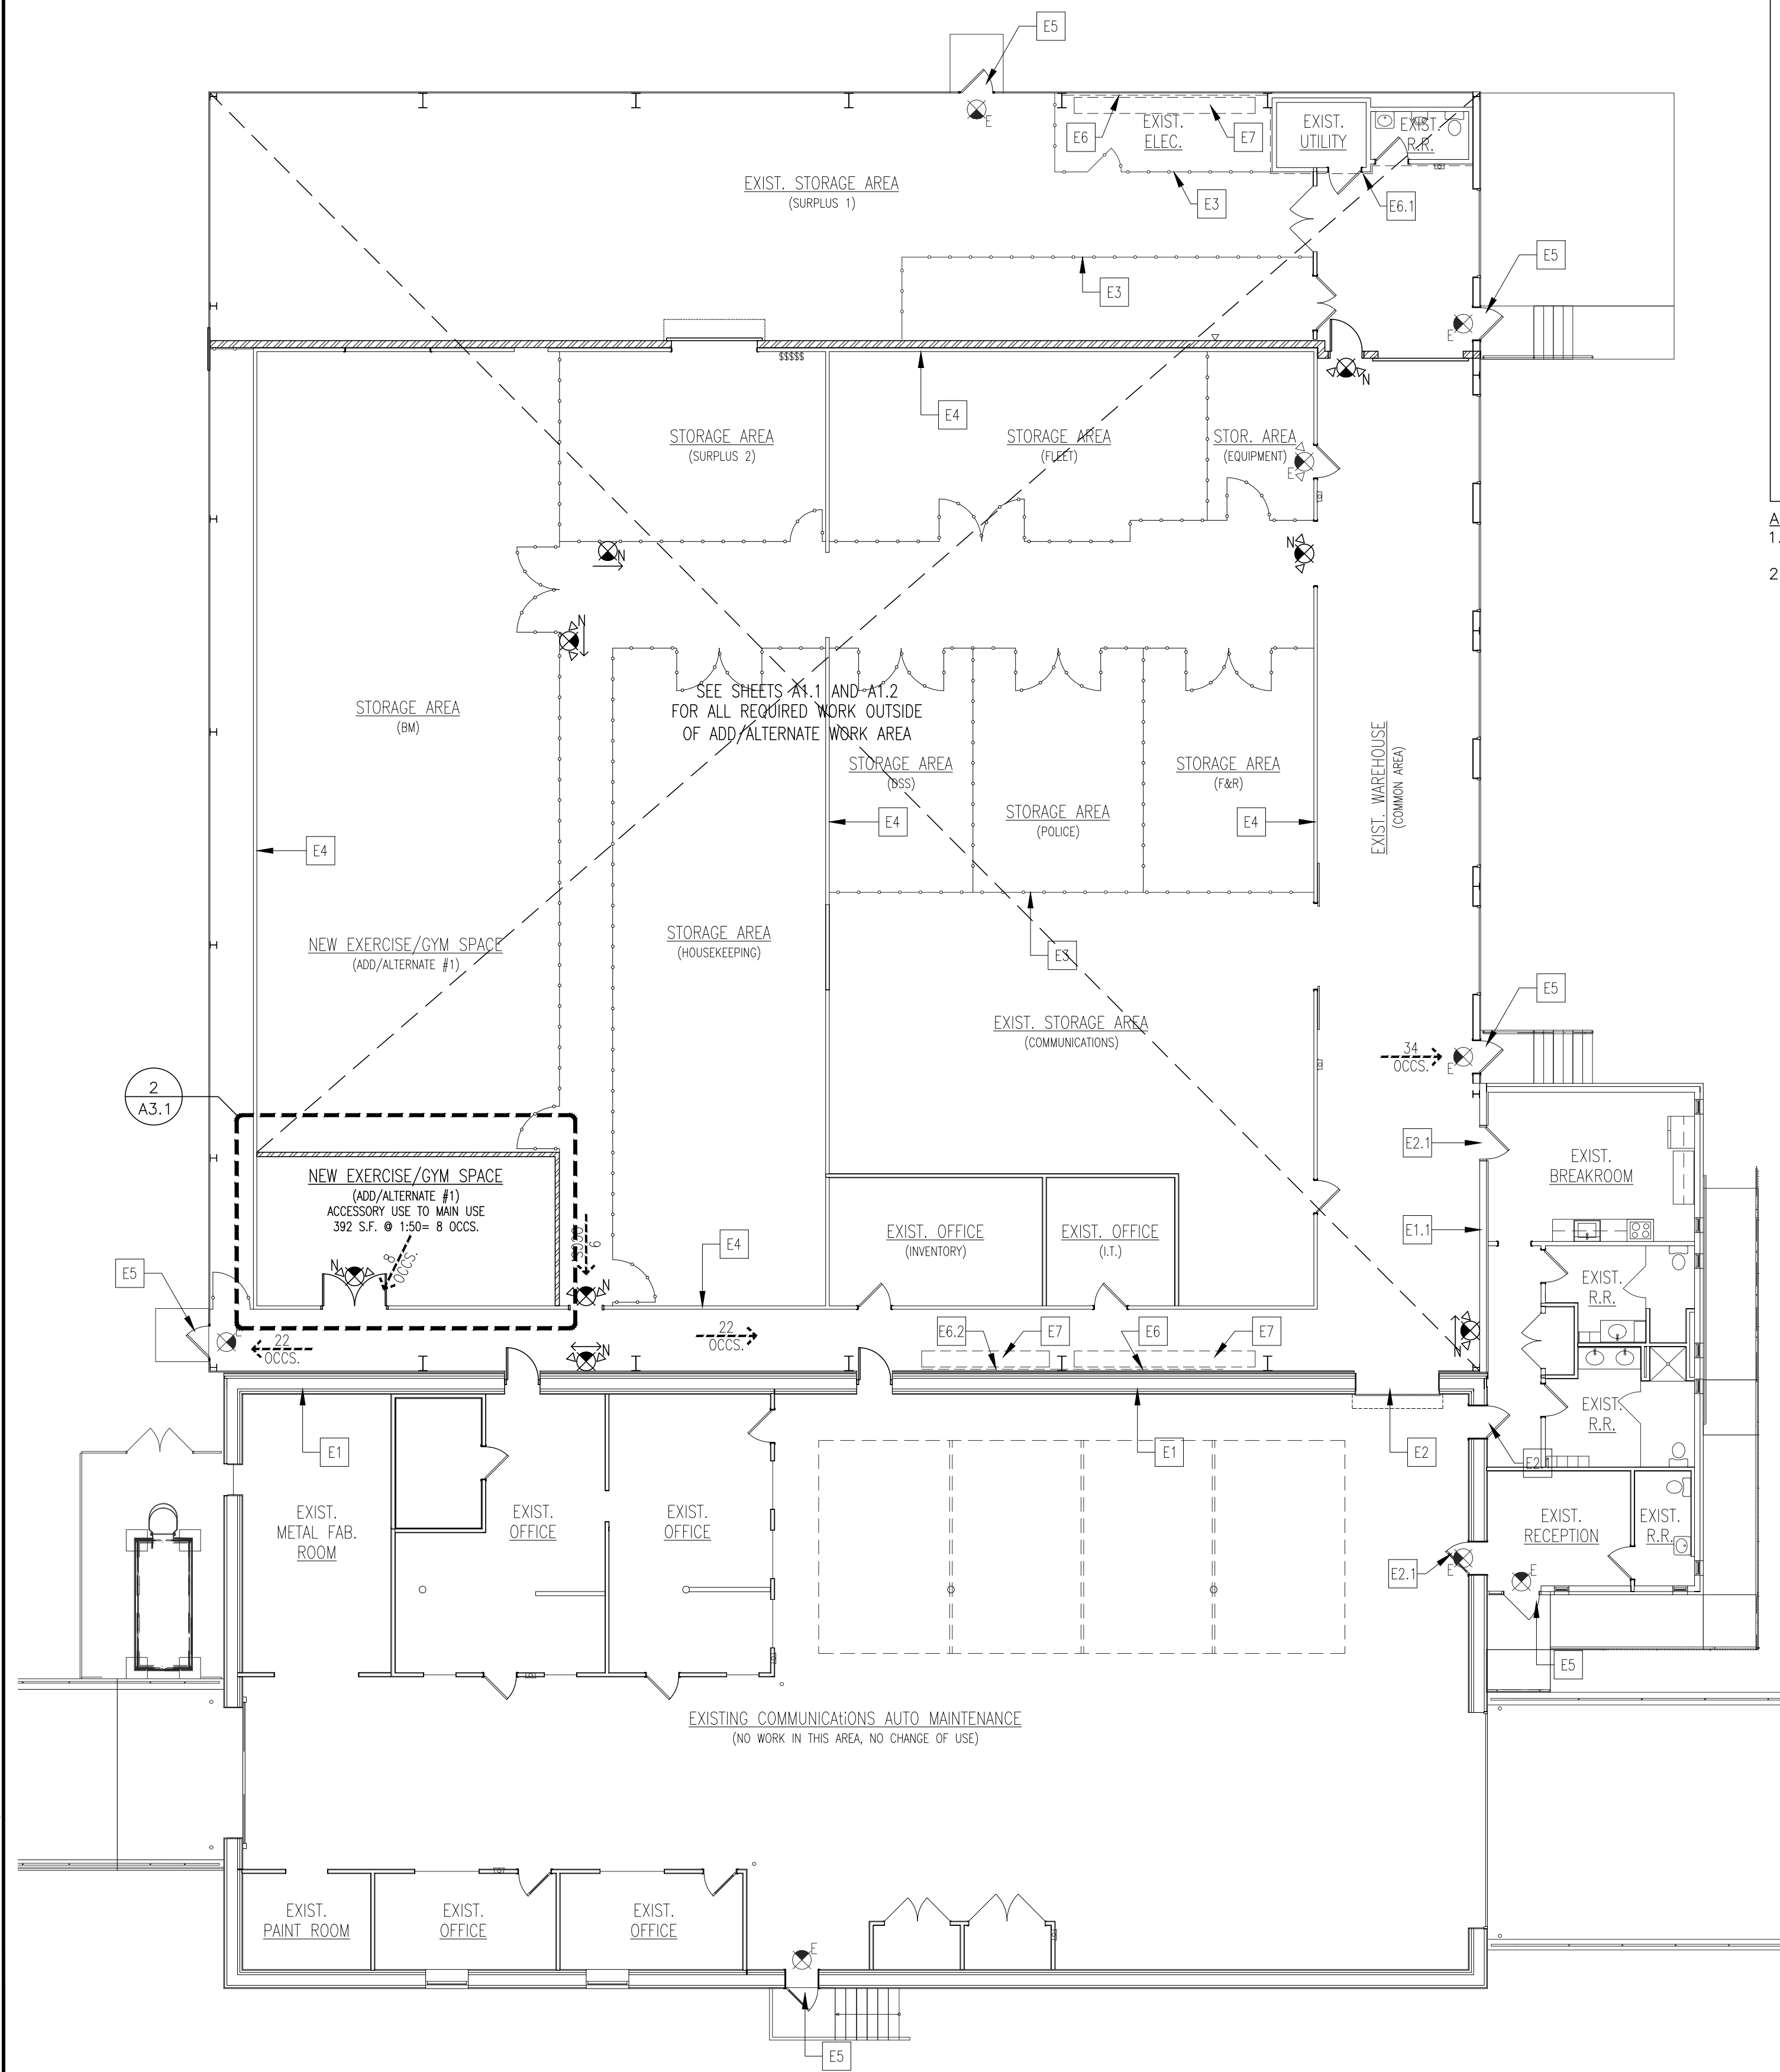 E5
E6
EXIST.
ELEC.
E7
EXIST.
UTILITY
EXIST.
R.R.
E
EXIST. STORAGE AREA
(SURPLUS 1)
E3
E6.1
E3
E5
E
$$$$$
N
E4
STORAGE AREA
(SURPLUS 2)
STORAGE AREA
(FLEET)
STOR. AREA
(EQUIPMENT)
E
A
1.
2
N
N
N
SEE SHEETS A1.1 AND A1.2
FOR ALL REQUIRED WORK OUTSIDE
OF ADD/ALTERNATE WORK AREA
STORAGE AREA
(BM)
STORAGE AREA
(DSS)
STORAGE AREA
(POLICE)
STORAGE AREA
(F&R)
EXIST. WAREHOUSE
(COMMON AREA)
E4
E4
E4
NEW EXERCISE/GYM SPACE
(ADD/ALTERNATE #1)
STORAGE AREA
(HOUSEKEEPING)
E3
E5
EXIST. STORAGE AREA
(COMMUNICATIONS)
34
OCCS.
E
2
A3.1
E2.1
EXIST.
BREAKROOM
NEW EXERCISE/GYM SPACE
(ADD/ALTERNATE #1)
ACCESSORY USE TO MAIN USE
392 S.F. @ 1:50= 8 OCCS.
N
8
OCCS.
OCCS.
6
N
E4
EXIST. OFFICE
(INVENTORY)
EXIST. OFFICE
(I.T.)
E1.1
E5
E
22
OCCS.
N
22
OCCS.
E6.2
E7
E6
E7
N
EXIST.
R.R.
EXIST.
R.R.
E1
E1
E2
E2.1
EXIST.
METAL FAB.
ROOM
EXIST.
OFFICE
EXIST.
OFFICE
EXIST.
RECEPTION
EXIST.
R.R.
E2.1
E
E
E5
EXISTING COMMUNICATiONS AUTO MAINTENANCE
(NO WORK IN THIS AREA, NO CHANGE OF USE)
EXIST.
PAINT ROOM
EXIST.
OFFICE
EXIST.
OFFICE
E
E5